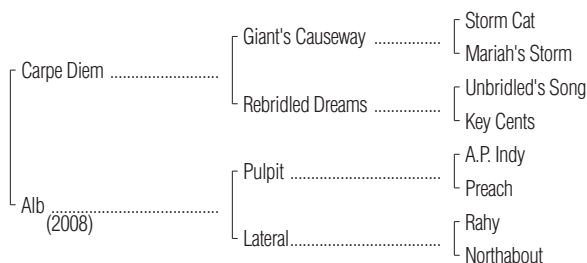 Storm Cat
Giant's Causeway ................
Mariah's Storm
Carpe Diem ..........................
Unbridled's Song
Rebridled Dreams ................
Key Cents
A.P. Indy
Pulpit .....................................
Preach
Alb ........................................
(2008)
Rahy
Lateral ...................................
Northabout